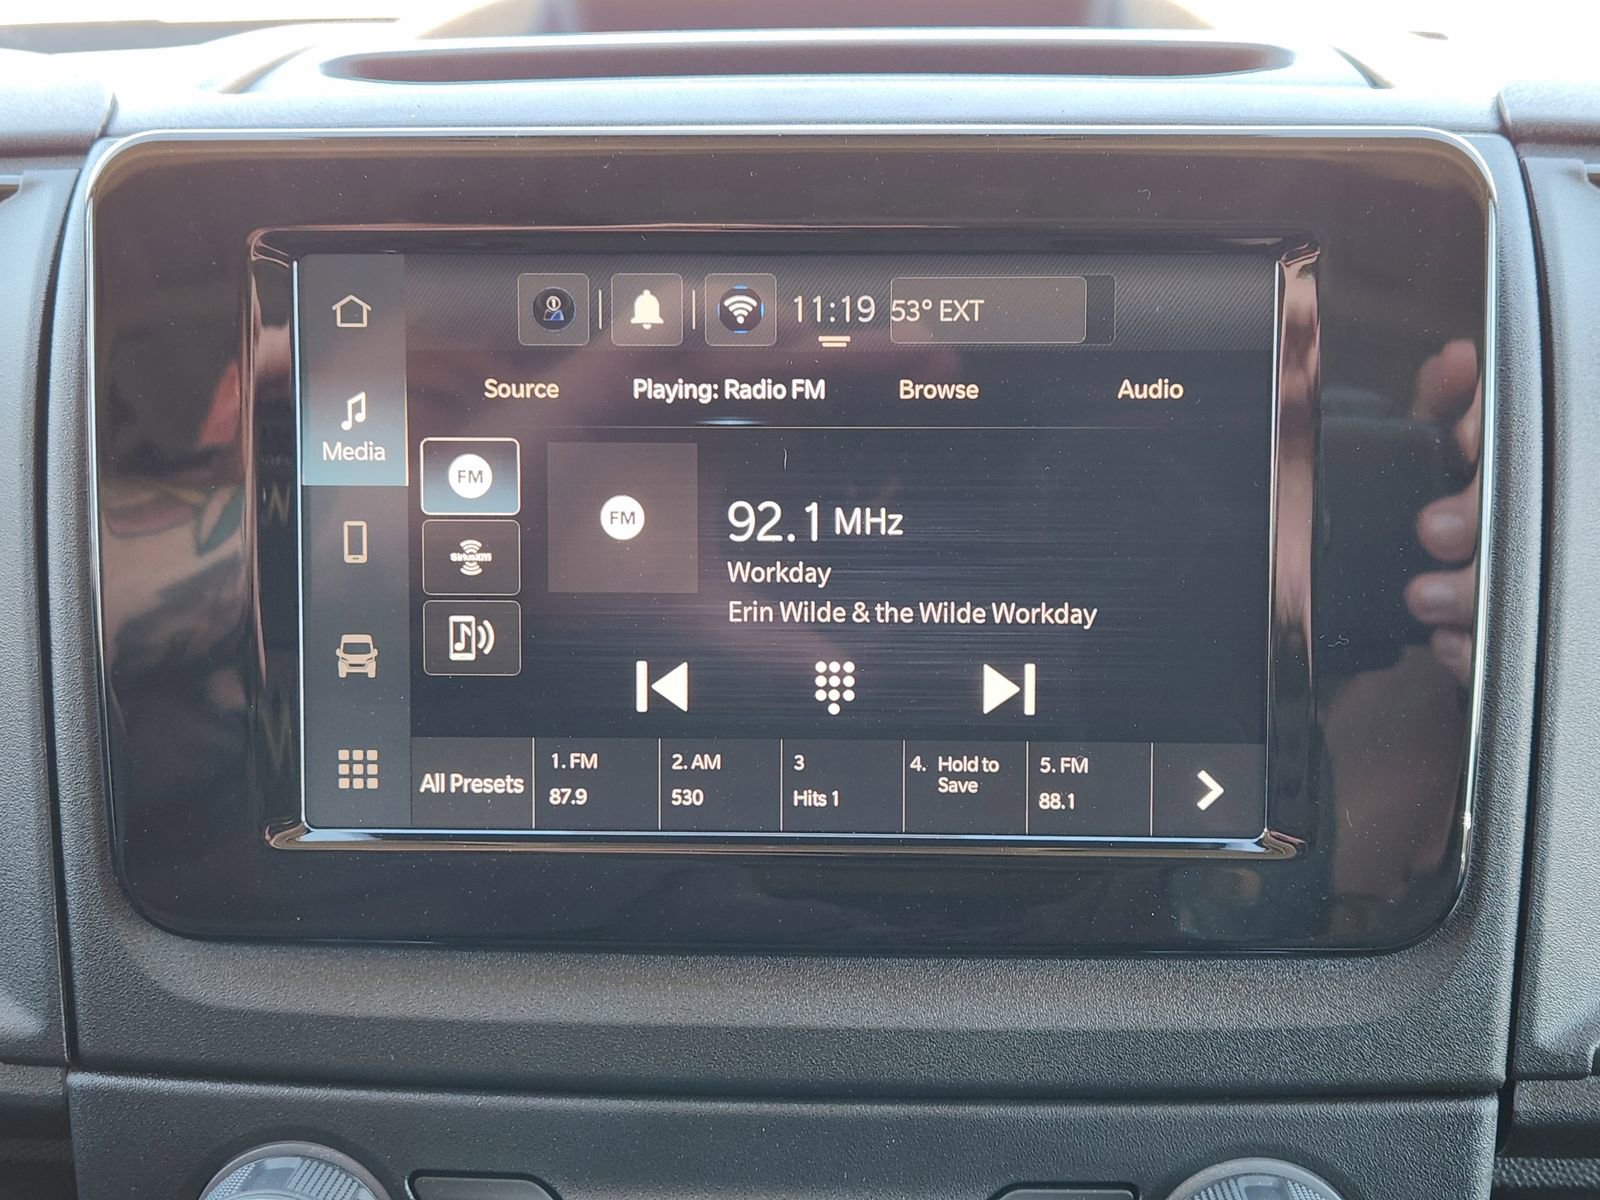 11:19 53° EXT
Source Playing: Radio FM Browse Audio
Media
FM
FM
SiriusXM
92.1 MHz
Workday
Erin Wilde & the Wilde Workday
All Presets
1. FM
87.9
2. AM
530
3
Hits 1
4. Hold to
Save
5. FM
88.1